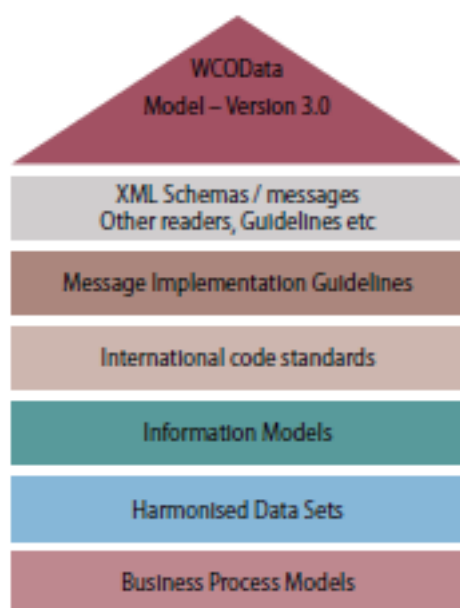 WCOData
Model – Version 3.0
XML Schemas / messages
Other readers, Guidelines etc
Message Implementation Guidelines
International code standards
Information Models
Harmonised Data Sets
Business Process Models